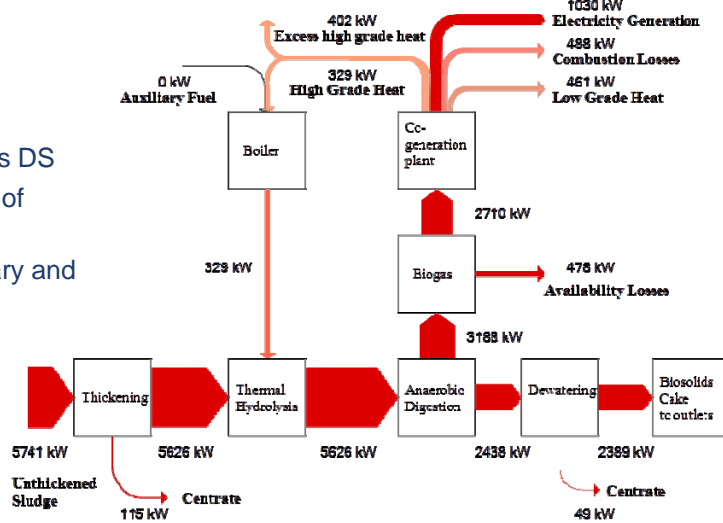 1030 kW
Electricity Generation
402 kW
Excess high grade heat
488 kW
Combustion Losses
329 kW
High Grade Heat
0 kW
Auxiliary Fuel
461 kW
Low Grade Heat
s DS
of
ary and
Boiler
Co-
generation
plant
2710 kW
329 kW
Biogas
476 kW
Availability Losses
3188 kW
Thickening
Thermal
Hydrolysis
Anaerobic
Digestion
Dewatering
Biosolids
Cake
to outlets
5741 kW
5626 kW
5626 kW
2438 kW
2389 kW
Unthickened
Sludge
Centrate
115 kW
Centrate
49 kW